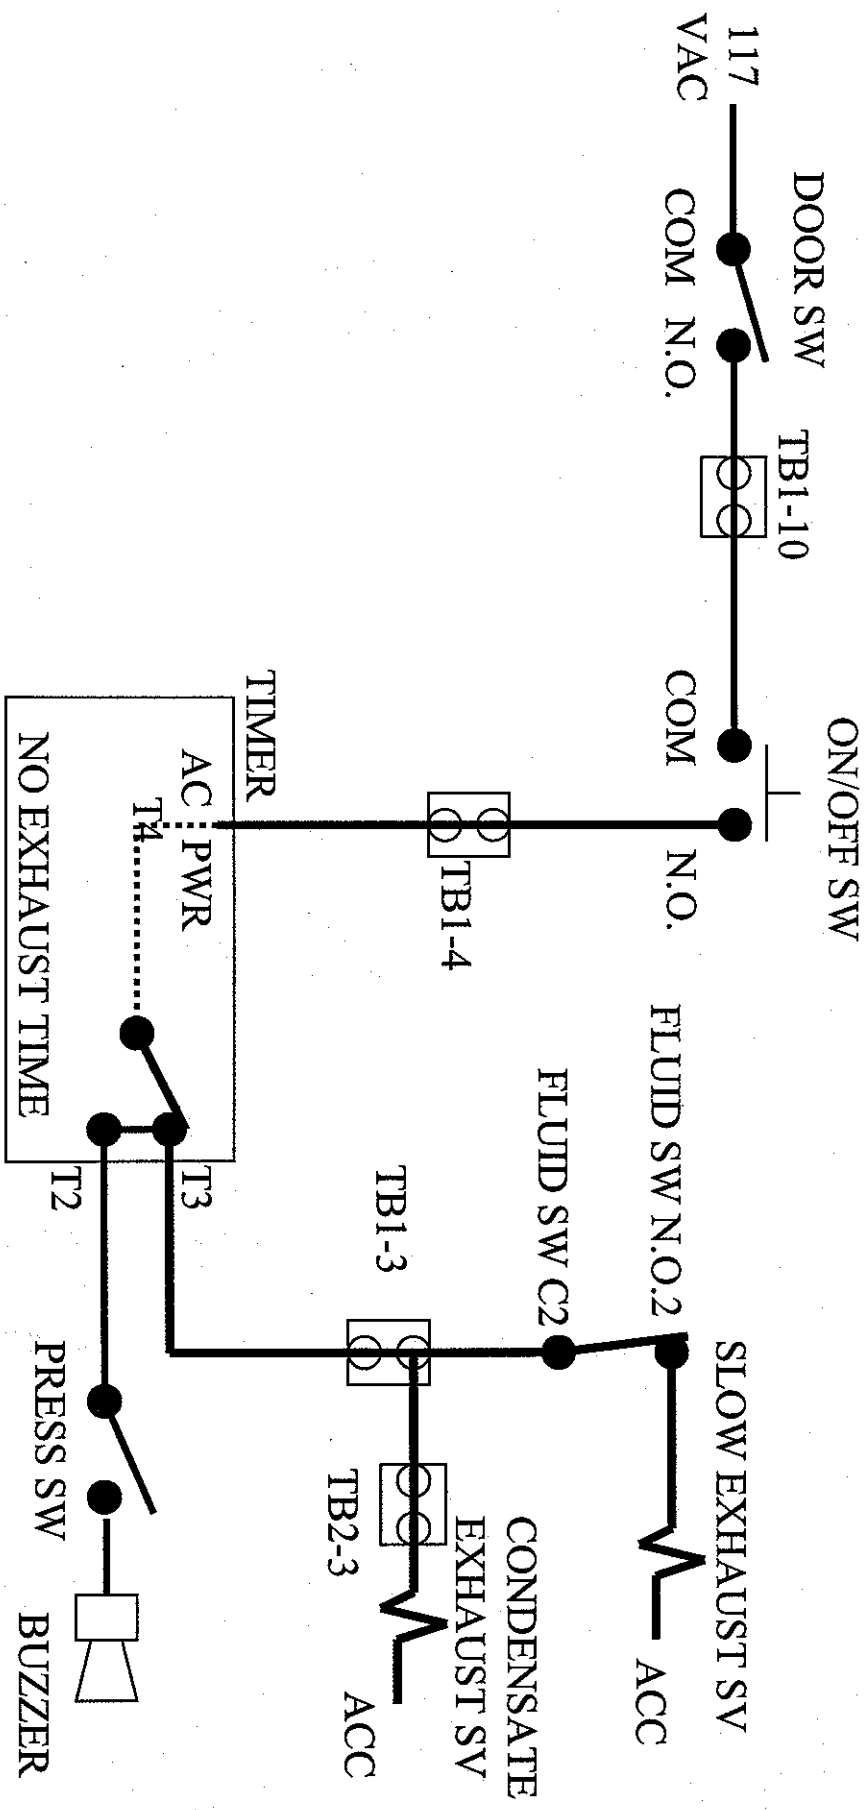 117
VAC
DOOR SW
COM N.O.
TB1-10
ON/OFF SW
COM
N.O.
TB1-4
TIMER
AC PWR
T4
NO EXHAUST TIME
T3
T2
TB1-3
FLUID SW C2
FLUID SW N.O.2
SLOW EXHAUST SV
ACC
TB2-3
CONDENSATE
EXHAUST SV
ACC
PRESS SW
BUZZER